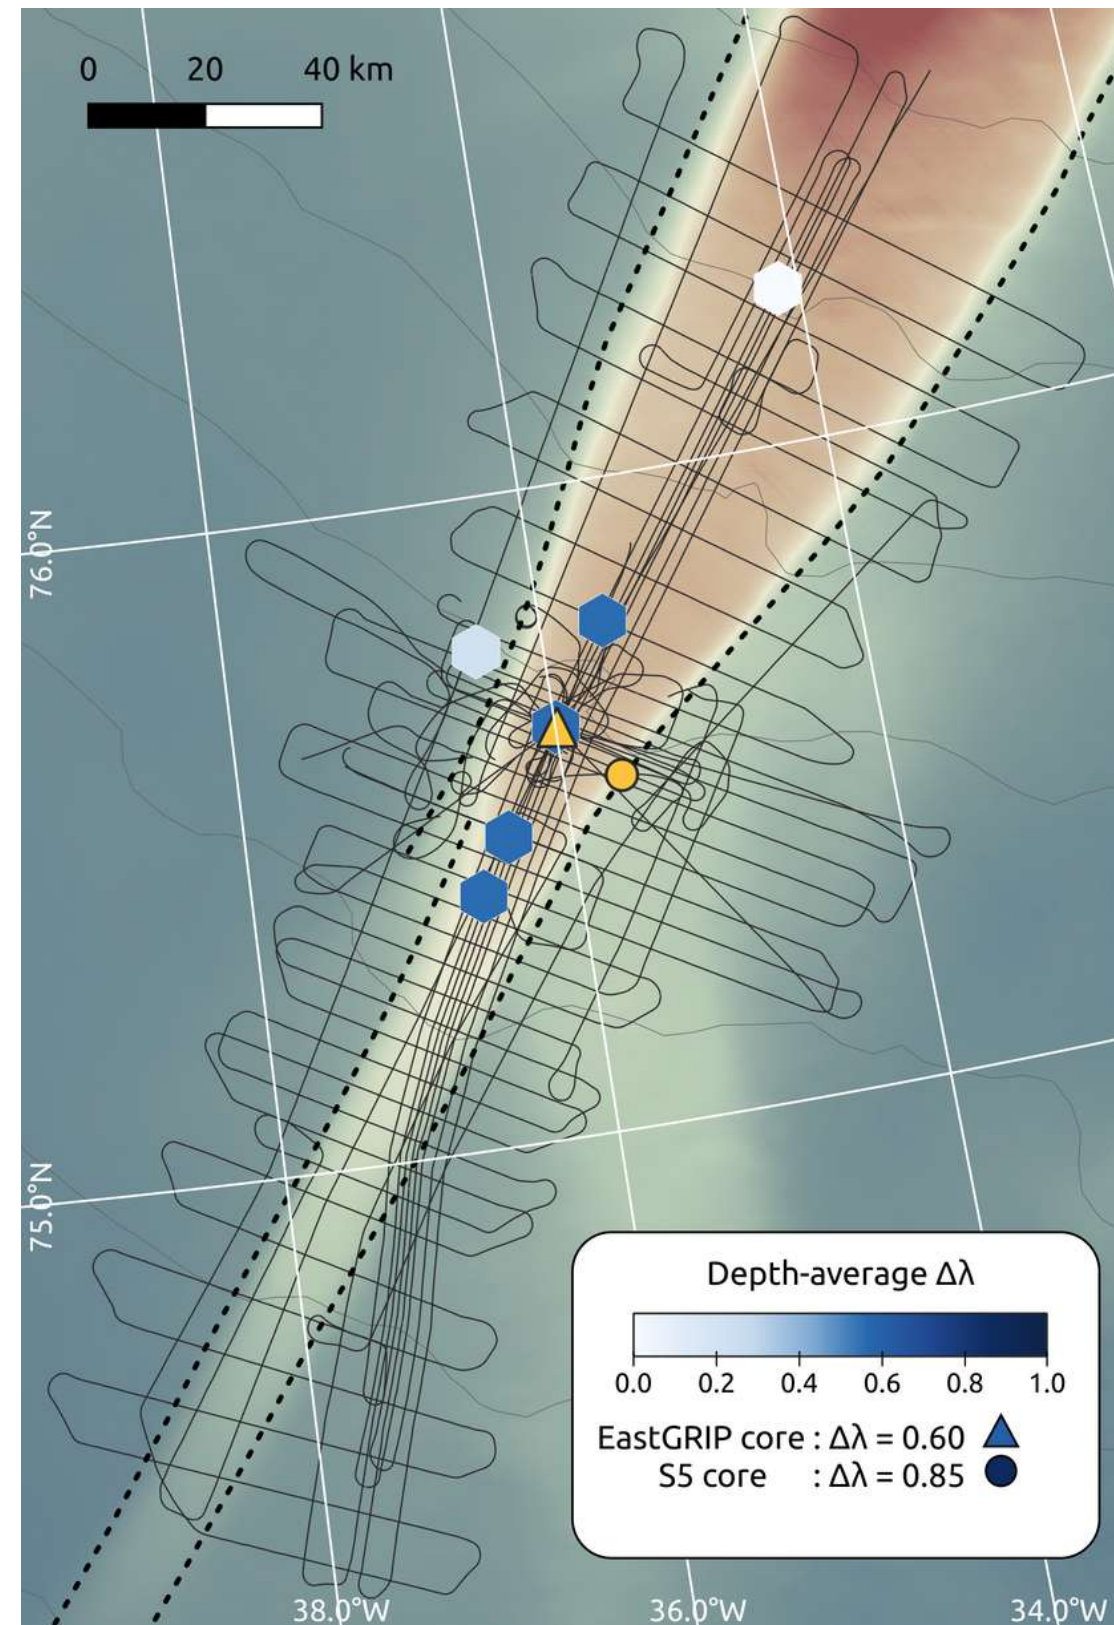 0 20 40 km
76.0°N
75.0°N
Depth-average Δλ
0.0 0.2 0.4 0.6 0.8 1.0
EastGRIP core : Δλ = 0.60
S5 core : Δλ = 0.85
38.0°W 36.0°W 34.0°W